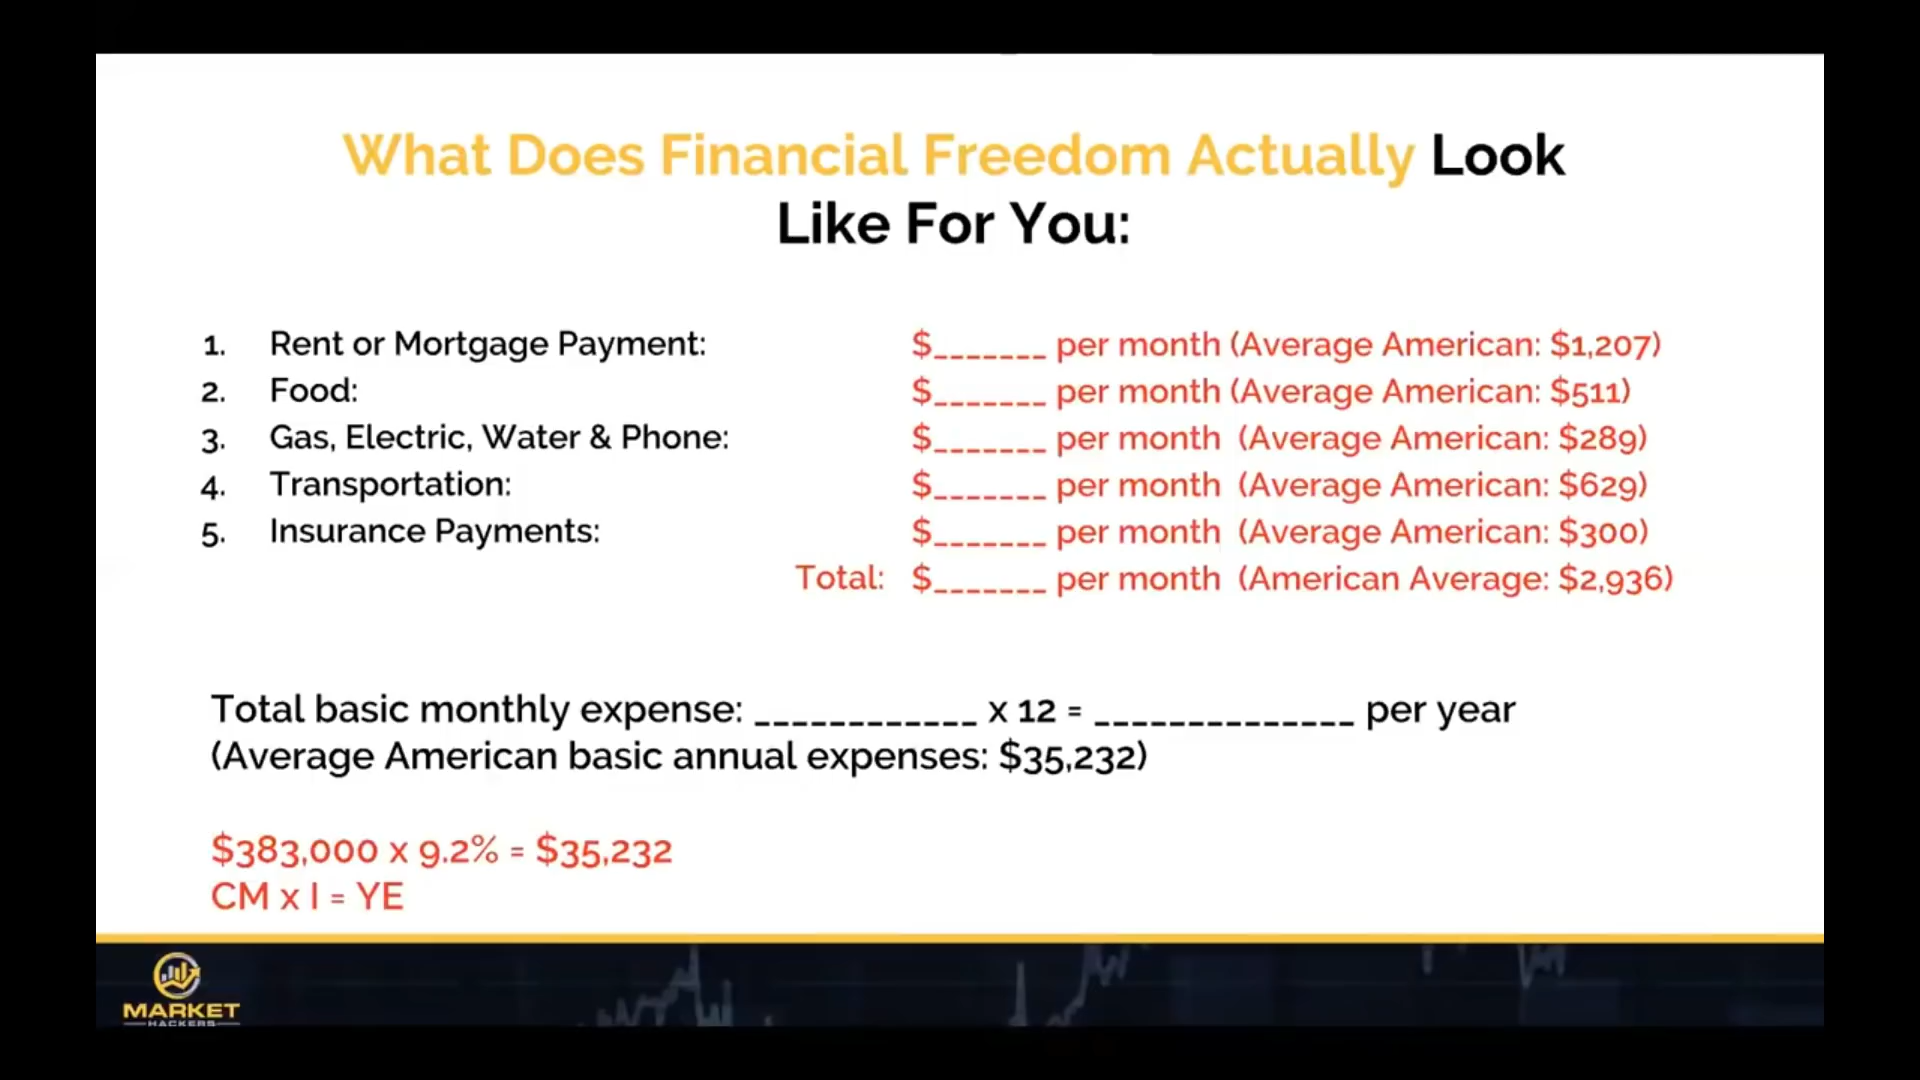 What Does Financial Freedom Actually Look
Like For You:
1. Rent or Mortgage Payment: $_______ per month (Average American: $1,207)
2. Food: $_______ per month (Average American: $511)
3. Gas, Electric, Water & Phone: $_______ per month (Average American: $289)
4. Transportation: $_______ per month (Average American: $629)
5. Insurance Payments: $_______ per month (Average American: $300)
Total: $_______ per month (American Average: $2,936)
Total basic monthly expense: ____________ x 12 = ______________ per year
(Average American basic annual expenses: $35,232)
$383,000 x 9.2% = $35,232
CM x I = YE
MARKET
HACKERS